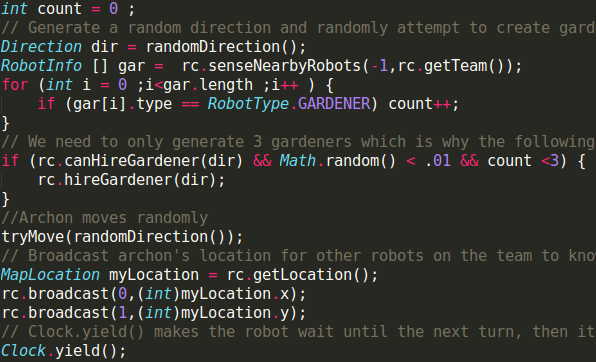 int count = 0 ;
// Generate a random direction and randomly attempt to create gard
Direction dir = randomDirection();
RobotInfo [] gar =  rc.senseNearbyRobots(-1,rc.getTeam());
for (int i = 0 ;i<gar.length ;i++ ) {
    if (gar[i].type == RobotType.GARDENER) count++;
}
// We need to only generate 3 gardeners which is why the following
if (rc.canHireGardener(dir) && Math.random() < .01 && count <3) {
    rc.hireGardener(dir);
}
//Archon moves randomly
tryMove(randomDirection());
// Broadcast archon's location for other robots on the team to kno
MapLocation myLocation = rc.getLocation();
rc.broadcast(0,(int)myLocation.x);
rc.broadcast(1,(int)myLocation.y);
// Clock.yield() makes the robot wait until the next turn, then it
Clock.yield();